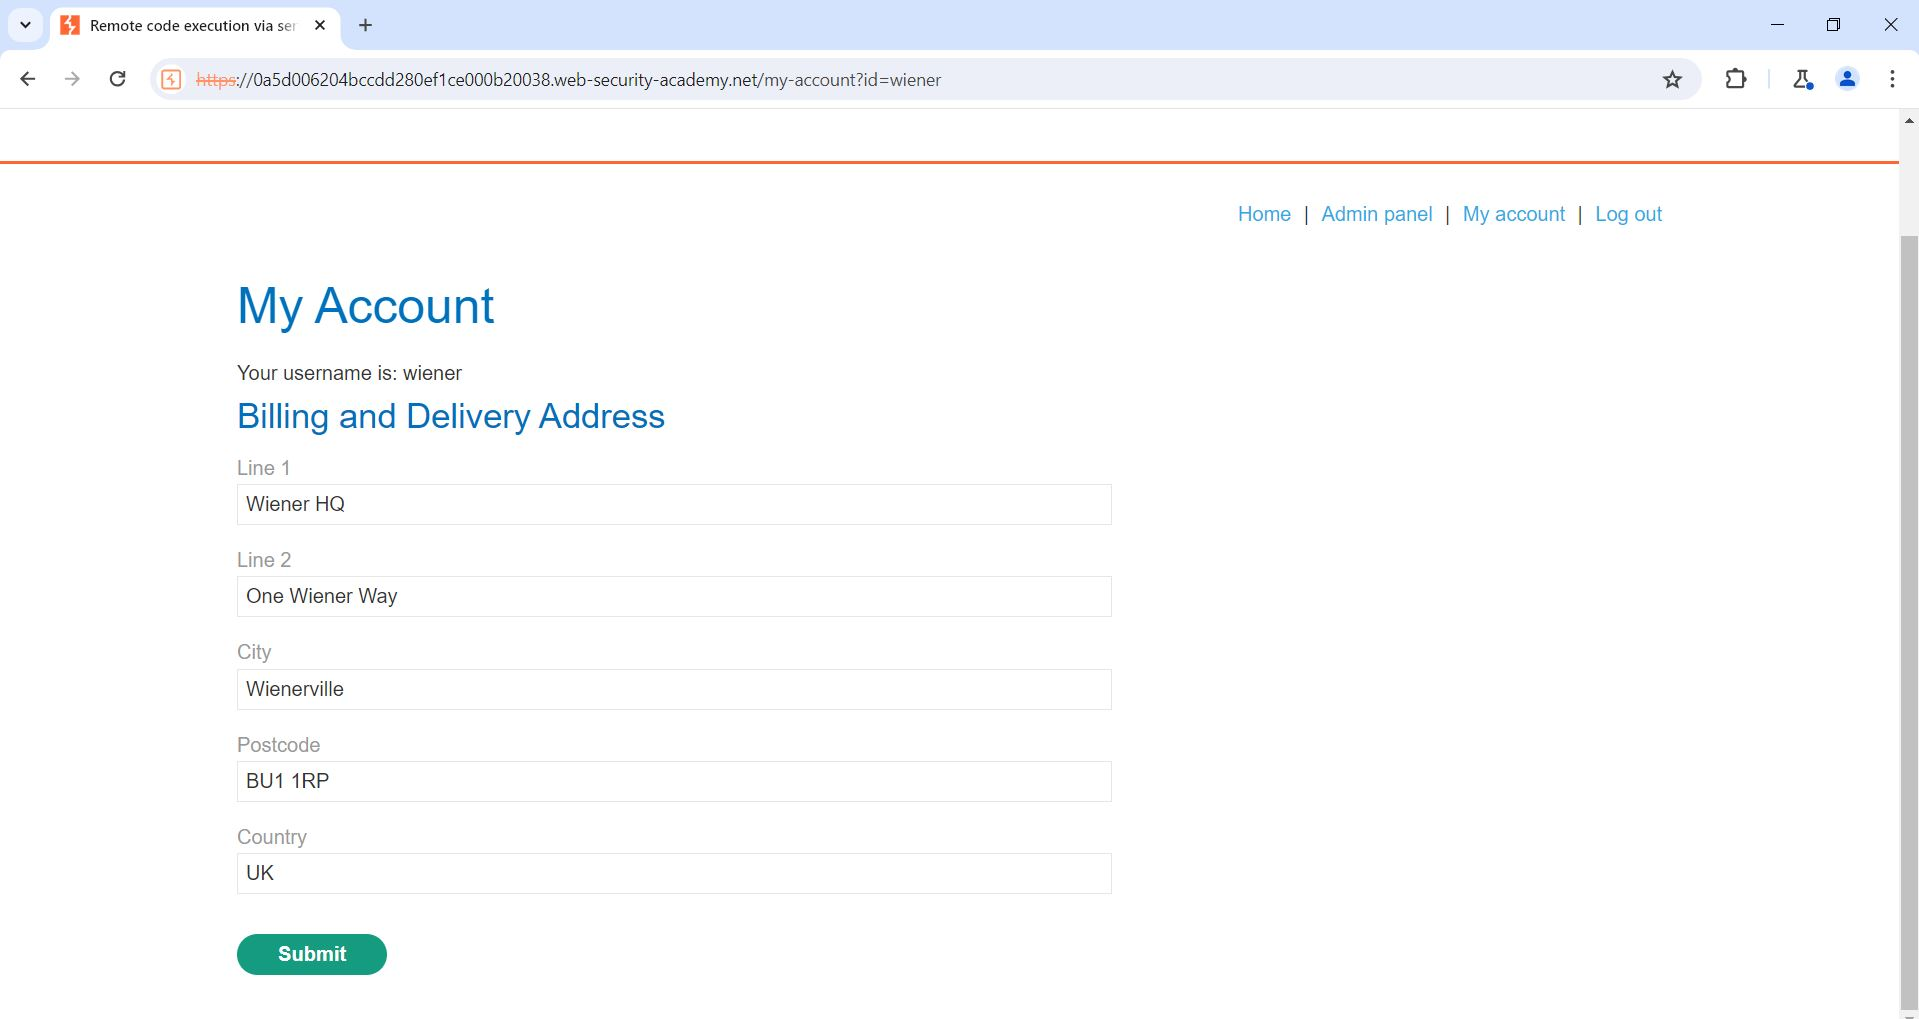 Remote code execution via ser
https://0a5d006204bccdd280ef1ce000b20038.web-security-academy.net/my-account?id=wiener
Home | Admin panel | My account | Log out
My Account
Your username is: wiener
Billing and Delivery Address
Line 1
Wiener HQ
Line 2
One Wiener Way
City
Wienerville
Postcode
BU1 1RP
Country
UK
Submit